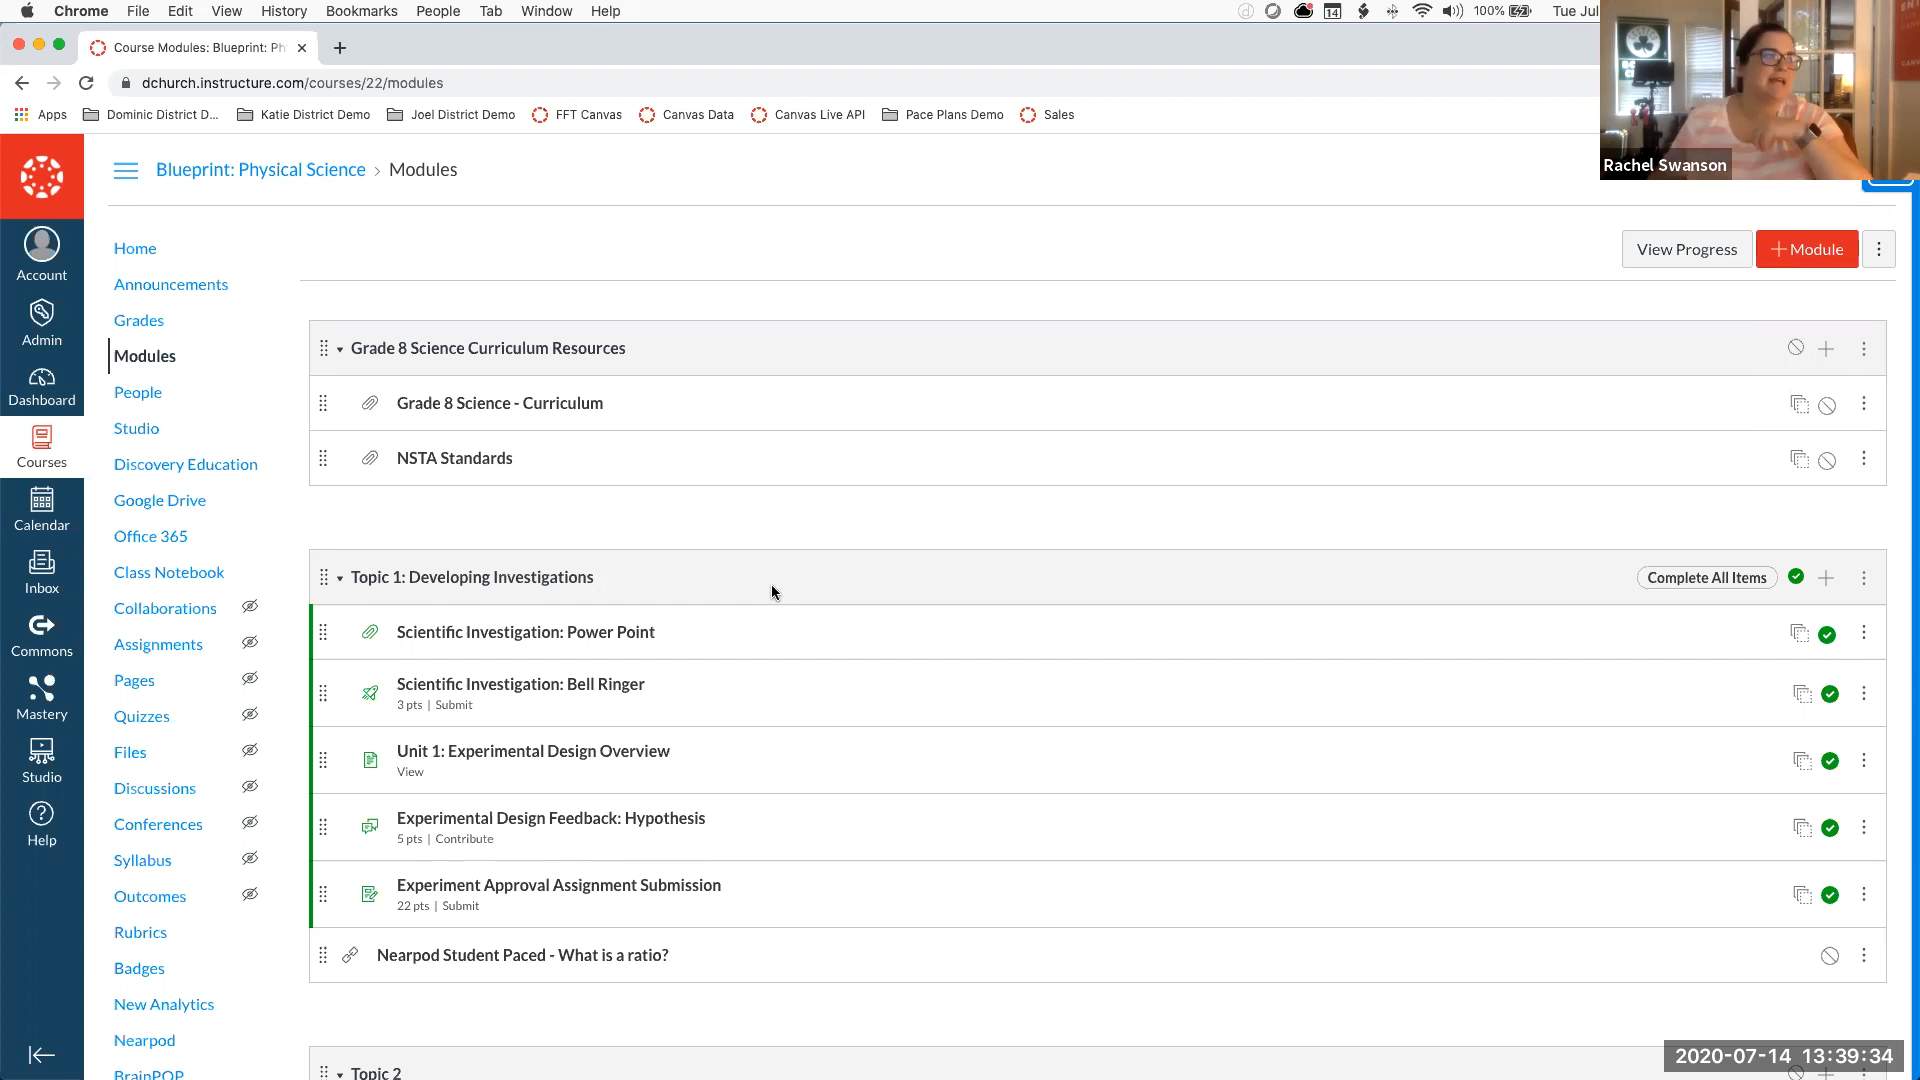 Chrome File Edit View History Bookmarks People Tab Window Help
14 100% Tue Jul
Course Modules: Blueprint: Ph
dchurch.instructure.com/courses/22/modules
Apps Dominic District D... Katie District Demo Joel District Demo FFT Canvas Canvas Data Canvas Live API Pace Plans Demo Sales
Rachel Swanson
Blueprint: Physical Science > Modules
Account
Admin
Dashboard
Courses
Calendar
Inbox
Commons
Mastery
Studio
Help
Home
Announcements
Grades
Modules
People
Studio
Discovery Education
Google Drive
Office 365
Class Notebook
Collaborations
Assignments
Pages
Quizzes
Files
Discussions
Conferences
Syllabus
Outcomes
Rubrics
Badges
New Analytics
Nearpod
BrainPOP
View Progress + Module
Grade 8 Science Curriculum Resources
Grade 8 Science - Curriculum
NSTA Standards
Topic 1: Developing Investigations Complete All Items
Scientific Investigation: Power Point
Scientific Investigation: Bell Ringer
3 pts | Submit
Unit 1: Experimental Design Overview
View
Experimental Design Feedback: Hypothesis
5 pts | Contribute
Experiment Approval Assignment Submission
22 pts | Submit
Nearpod Student Paced - What is a ratio?
Topic 2
2020-07-14 13:39:34